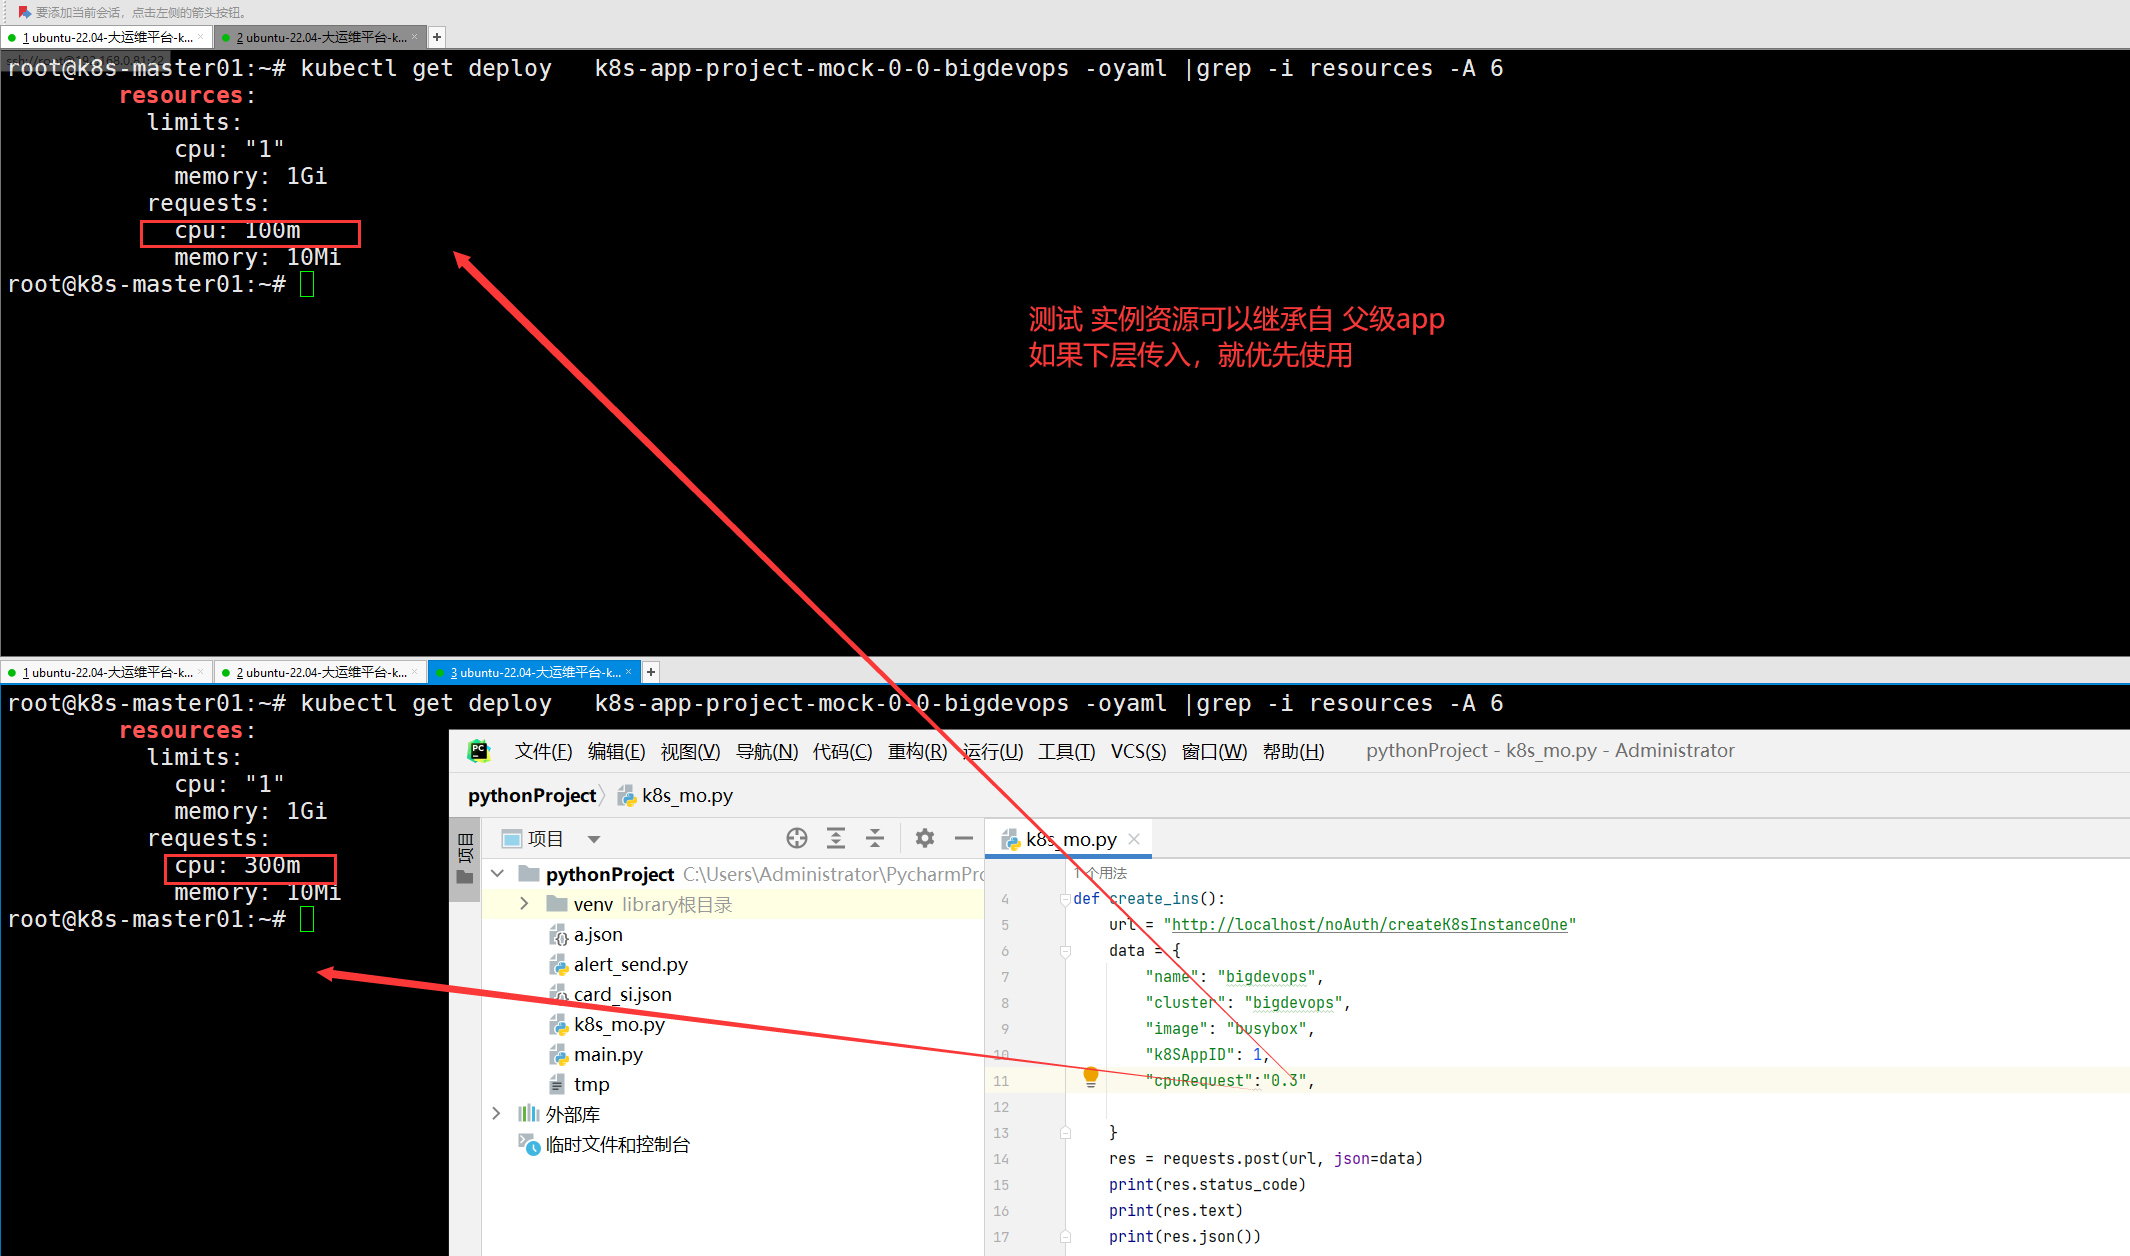 要添加当前会话，点击左侧的箭头按钮。
1 ubuntu-22.04-大运维平台-k...
2 ubuntu-22.04-大运维平台-k...
root@k8s-master01:~# kubectl get deploy   k8s-app-project-mock-0-0-bigdevops -oyaml |grep -i resources -A 6
        resources:
          limits:
            cpu: "1"
            memory: 1Gi
          requests:
            cpu: 100m
            memory: 10Mi
root@k8s-master01:~#
测试 实例资源可以继承自 父级app
如果下层传入，就优先使用
1 ubuntu-22.04-大运维平台-k...
2 ubuntu-22.04-大运维平台-k...
3 ubuntu-22.04-大运维平台-k...
root@k8s-master01:~# kubectl get deploy   k8s-app-project-mock-0-0-bigdevops -oyaml |grep -i resources -A 6
        resources:
          limits:
            cpu: "1"
            memory: 1Gi
          requests:
            cpu: 300m
            memory: 10Mi
root@k8s-master01:~#
文件(F) 编辑(E) 视图(V) 导航(N) 代码(C) 重构(R) 运行(U) 工具(T) VCS(S) 窗口(W) 帮助(H) pythonProject - k8s_mo.py - Administrator
pythonProject k8s_mo.py
项目
项目
pythonProject C:\Users\Administrator\PycharmPr
venv library根目录
a.json
alert_send.py
card_si.json
k8s_mo.py
main.py
tmp
外部库
临时文件和控制台
k8s_mo.py
1个用法
4 def create_ins():
5     url = "http://localhost/noAuth/createK8sInstanceOne"
6     data = {
7         "name": "bigdevops",
8         "cluster": "bigdevops",
9         "image": "busybox",
10         "k8SAppID": 1,
11         "cpuRequest":"0.3",
12
13     }
14     res = requests.post(url, json=data)
15     print(res.status_code)
16     print(res.text)
17     print(res.json())